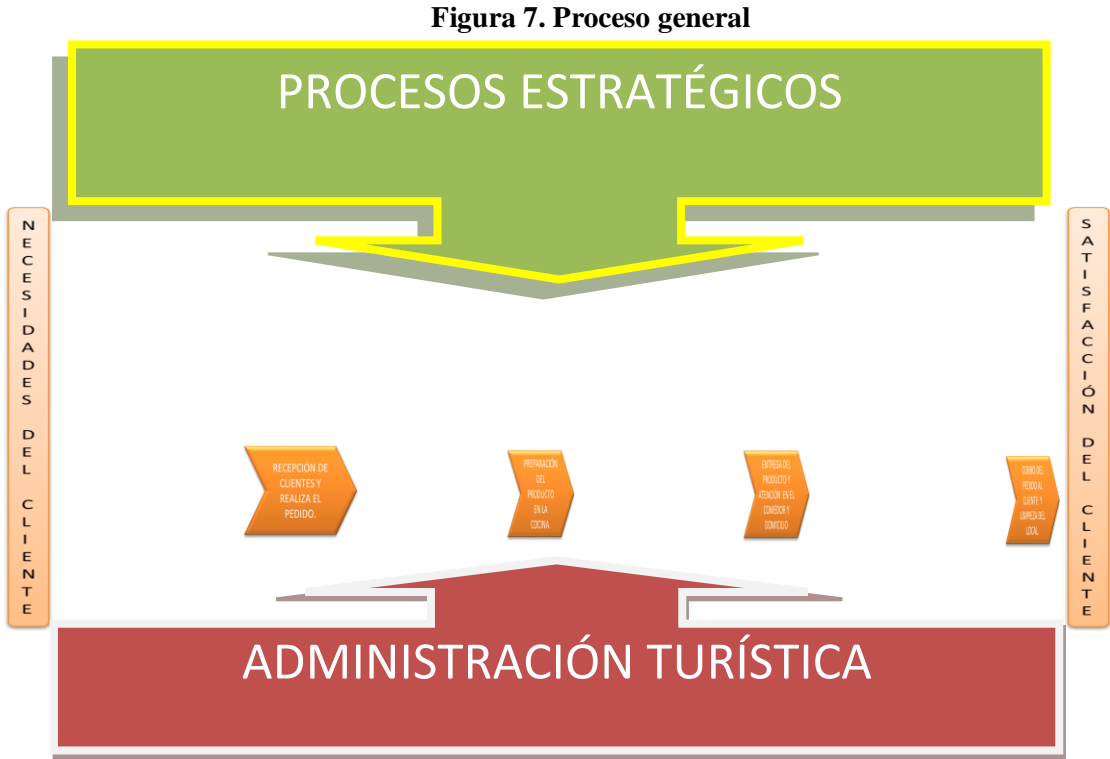 Figura 7. Proceso general
PROCESOS ESTRATÉGICOS
NECESIDADES DEL CLIENTE
RECEPCIÓN DE
CLIENTES Y
REALIZA EL
PEDIDO.
PREPARACIÓN
DEL
PRODUCTO
EN LA
COCINA.
ENTREGA DEL
PRODUCTO Y
ATENCIÓN EN EL
COMEDOR Y
DOMICILIO
COBRO DEL
PEDIDO AL
CLIENTE Y
LIMPIEZA DEL
LOCAL.
SATISFACCIÓN DEL CLIENTE
ADMINISTRACIÓN TURÍSTICA